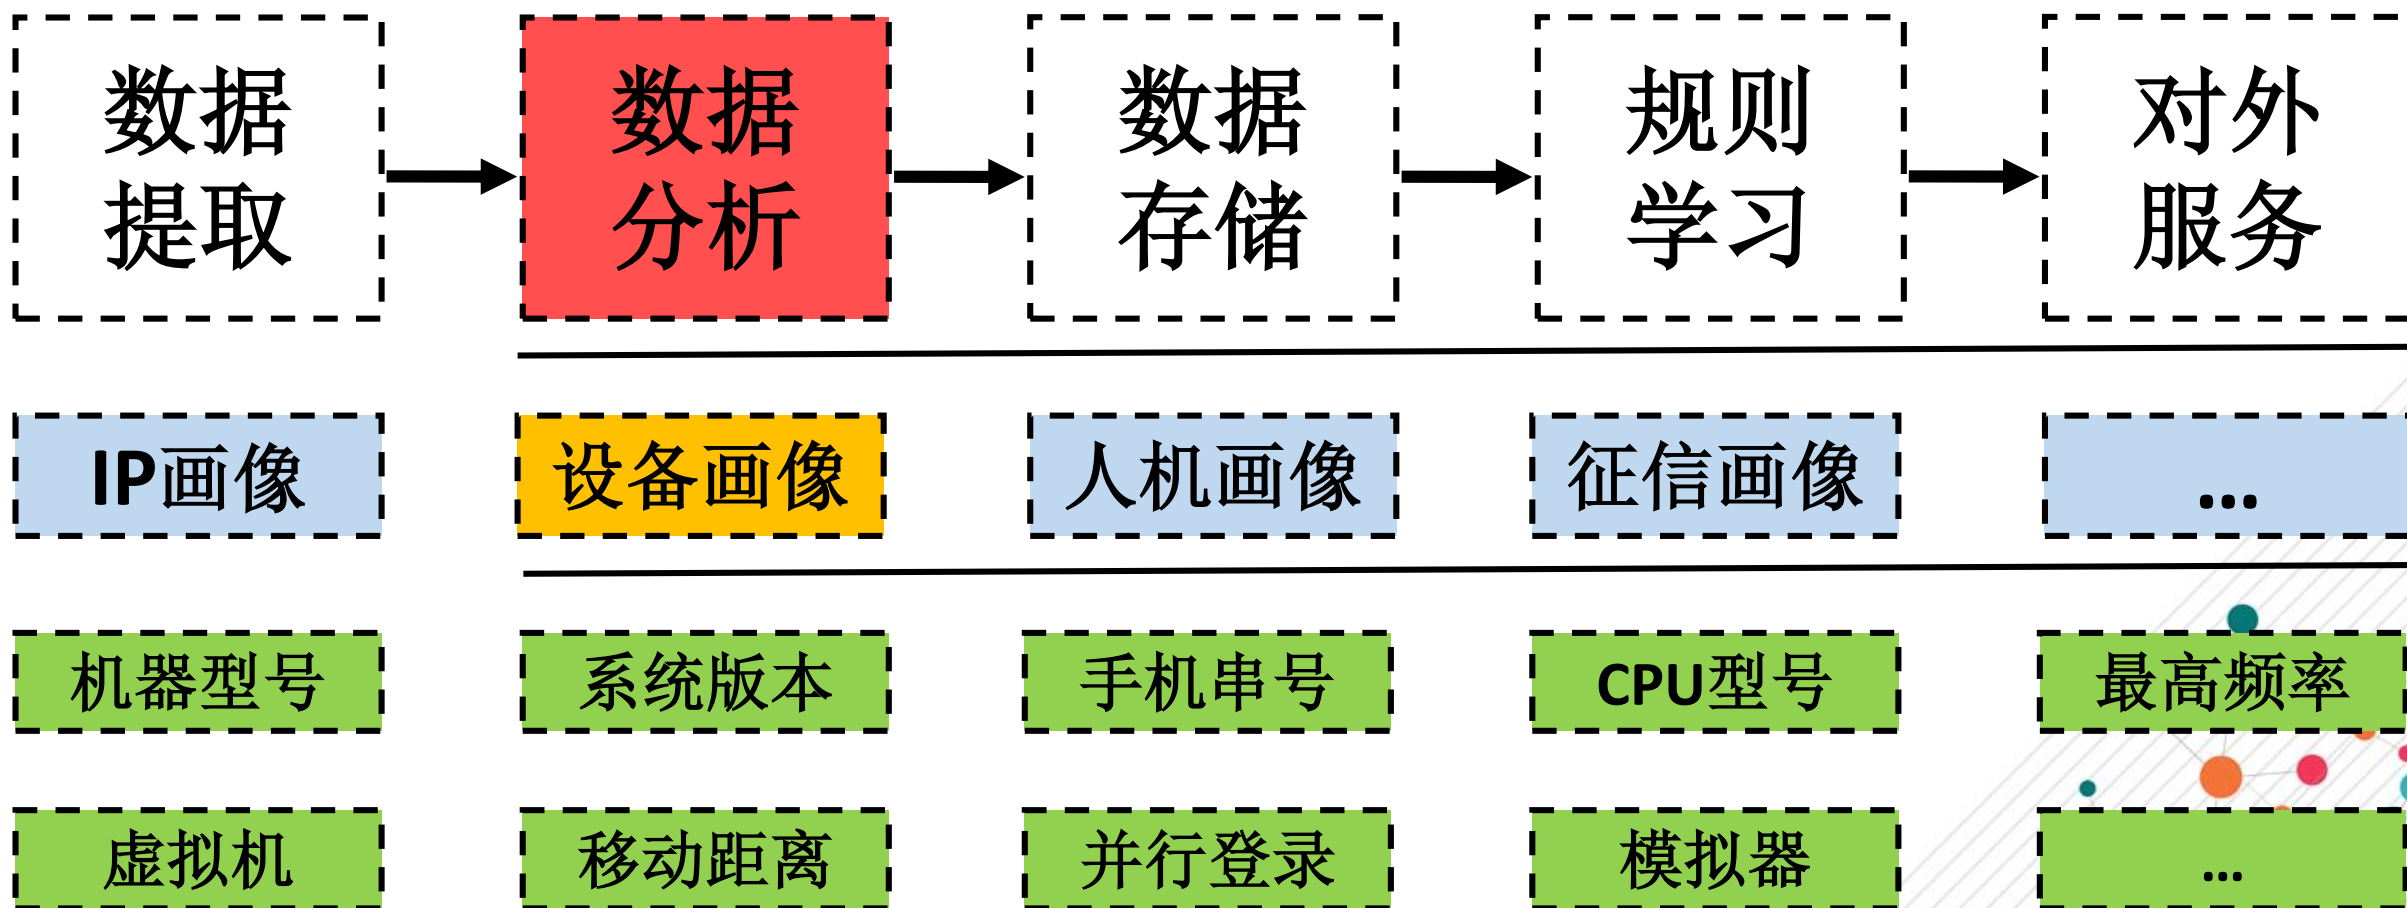 数据
提取
数据
分析
数据
存储
规则
学习
对外
服务
IP画像
设备画像
人机画像
征信画像
...
机器型号
系统版本
手机串号
CPU型号
最高频率
虚拟机
移动距离
并行登录
模拟器
...